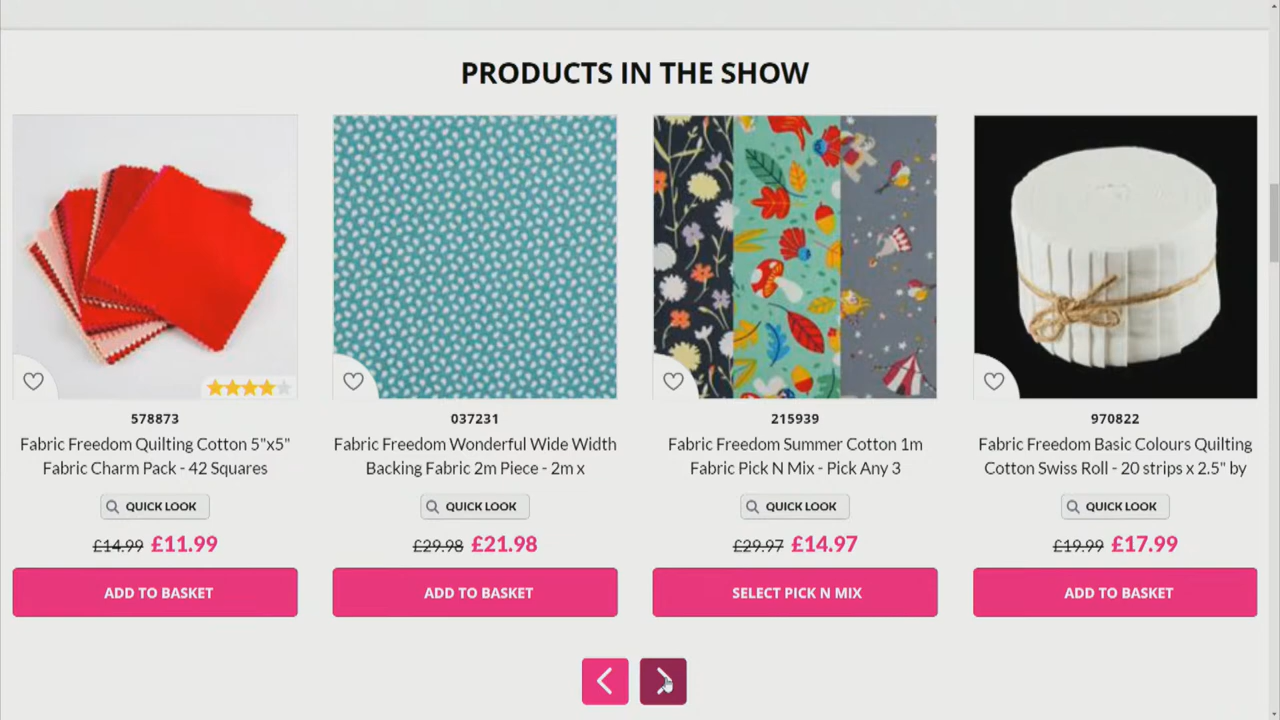 PRODUCTS IN THE SHOW
578873
Fabric Freedom Quilting Cotton 5"x5"
Fabric Charm Pack - 42 Squares
QUICK LOOK
£14.99 £11.99
ADD TO BASKET
037231
Fabric Freedom Wonderful Wide Width
Backing Fabric 2m Piece - 2m x
QUICK LOOK
£29.98 £21.98
ADD TO BASKET
215939
Fabric Freedom Summer Cotton 1m
Fabric Pick N Mix - Pick Any 3
QUICK LOOK
£29.97 £14.97
SELECT PICK N MIX
970822
Fabric Freedom Basic Colours Quilting
Cotton Swiss Roll - 20 strips x 2.5" by
QUICK LOOK
£19.99 £17.99
ADD TO BASKET